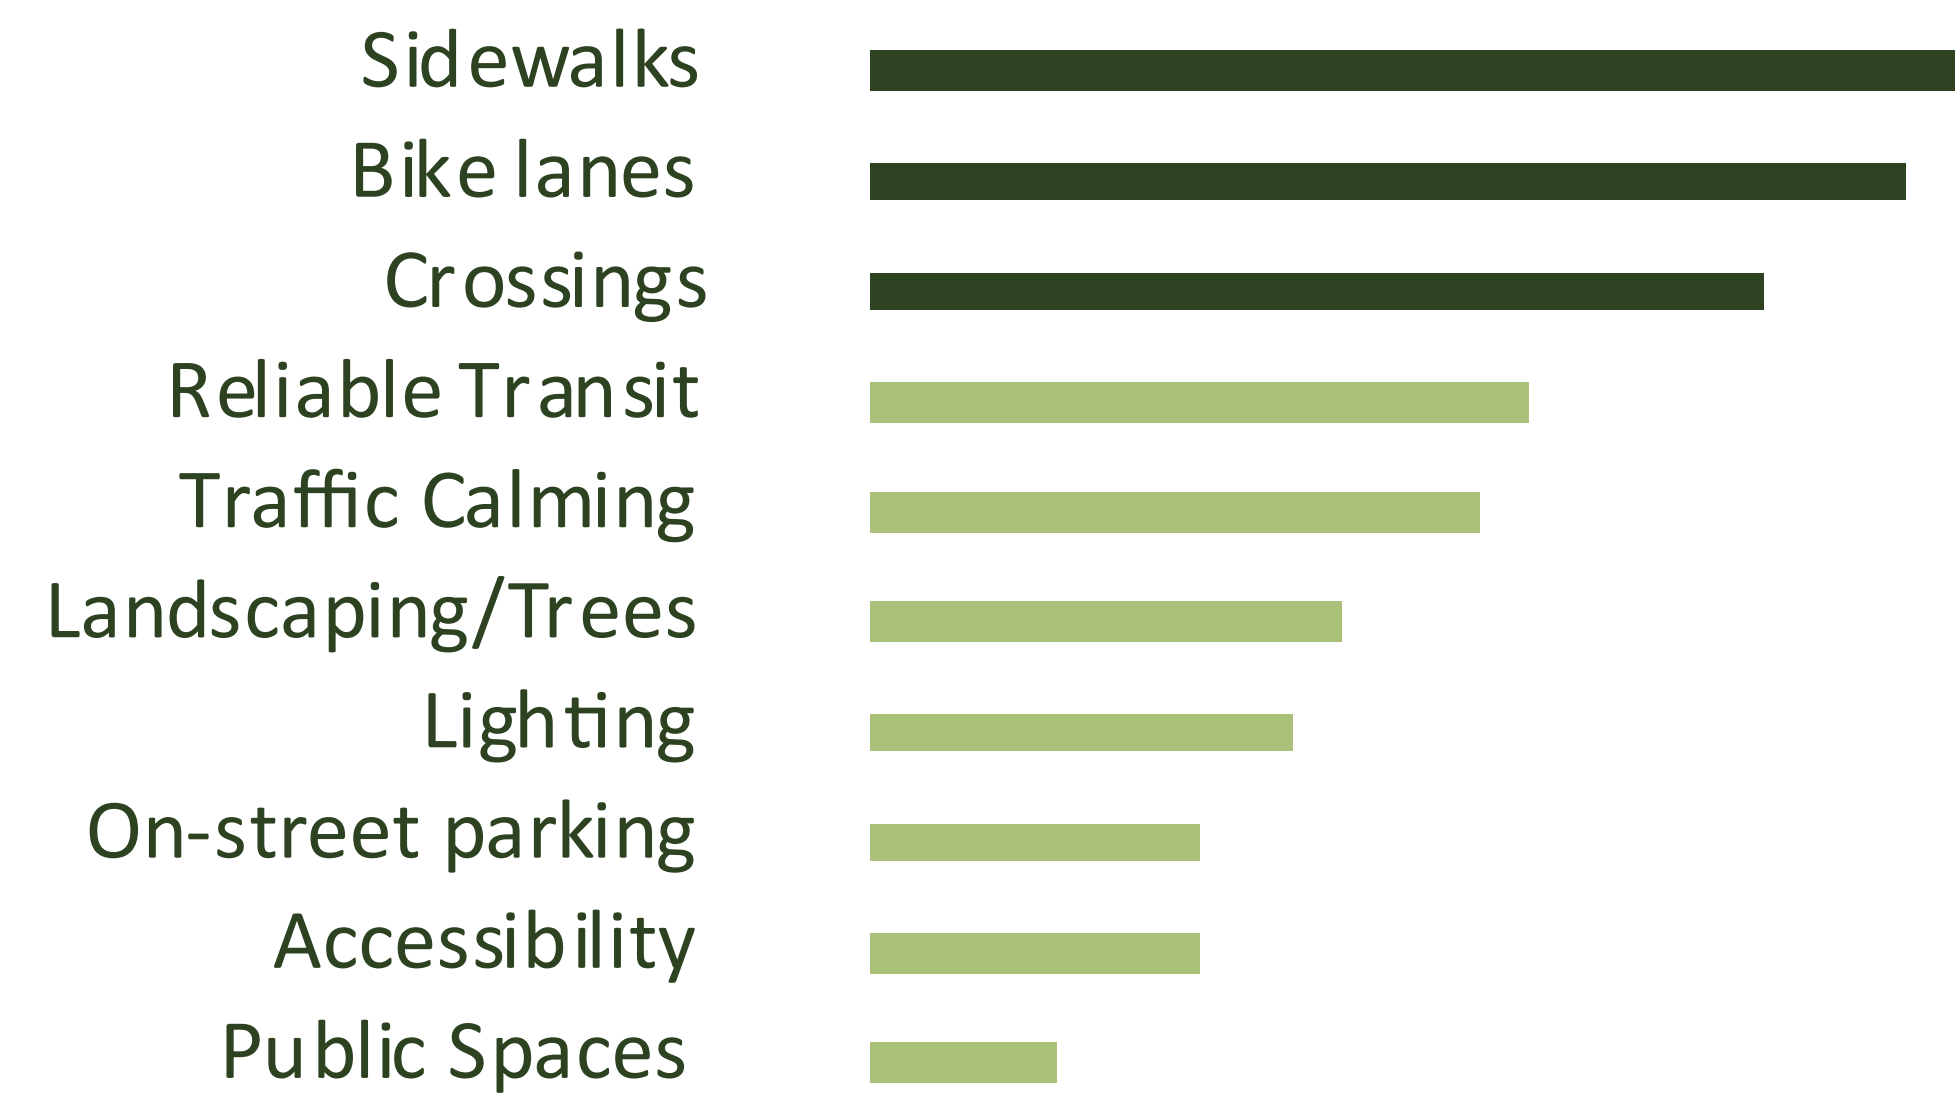 Sidewalks
Bike lanes
Crossings
Reliable Transit
Traffic Calming
Landscaping/Trees
Lighting
On-street parking
Accessibility
Public Spaces